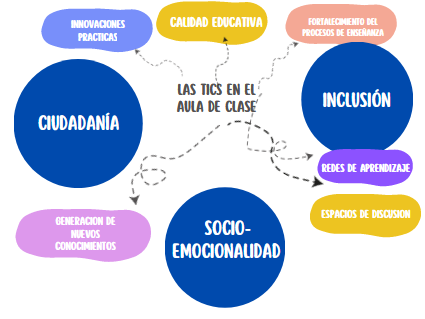 INNOVACIONES
PRACTICAS
CALIDAD EDUCATIVA
FORTALECIMIENTO DEL
PROCESOS DE ENSEÑANZA
LAS TICS EN EL
AULA DE CLASE
CIUDADANÍA
INCLUSIÓN
REDES DE APRENDIZAJE
ESPACIOS DE DISCUSION
GENERACION DE
NUEVOS
CONOCIMIENTOS
SOCIO-
EMOCIONALIDAD